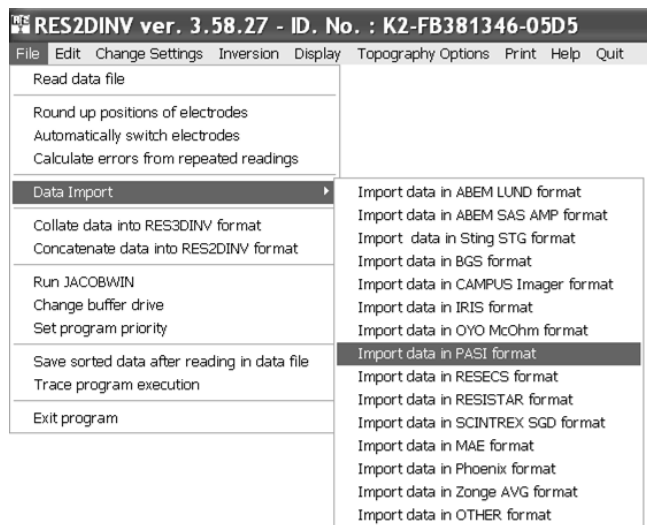 RES2DINV ver. 3.58.27 - ID. No. : K2-FB381346-05D5
File Edit Change Settings Inversion Display Topography Options Print Help Quit
Read data file
Round up positions of electrodes
Automatically switch electrodes
Calculate errors from repeated readings
Data Import
Collate data into RES3DINV format
Concatenate data into RES2DINV format
Run JACOBWIN
Change buffer drive
Set program priority
Save sorted data after reading in data file
Trace program execution
Exit program
Import data in ABEM LUND format
Import data in ABEM SAS AMP format
Import data in Sting STG format
Import data in BGS format
Import data in CAMPUS Imager format
Import data in IRIS format
Import data in OYO McOhm format
Import data in PASI format
Import data in RESECS format
Import data in RESISTAR format
Import data in SCINTREX SGD format
Import data in MAE format
Import data in Phoenix format
Import data in Zonge AVG format
Import data in OTHER format